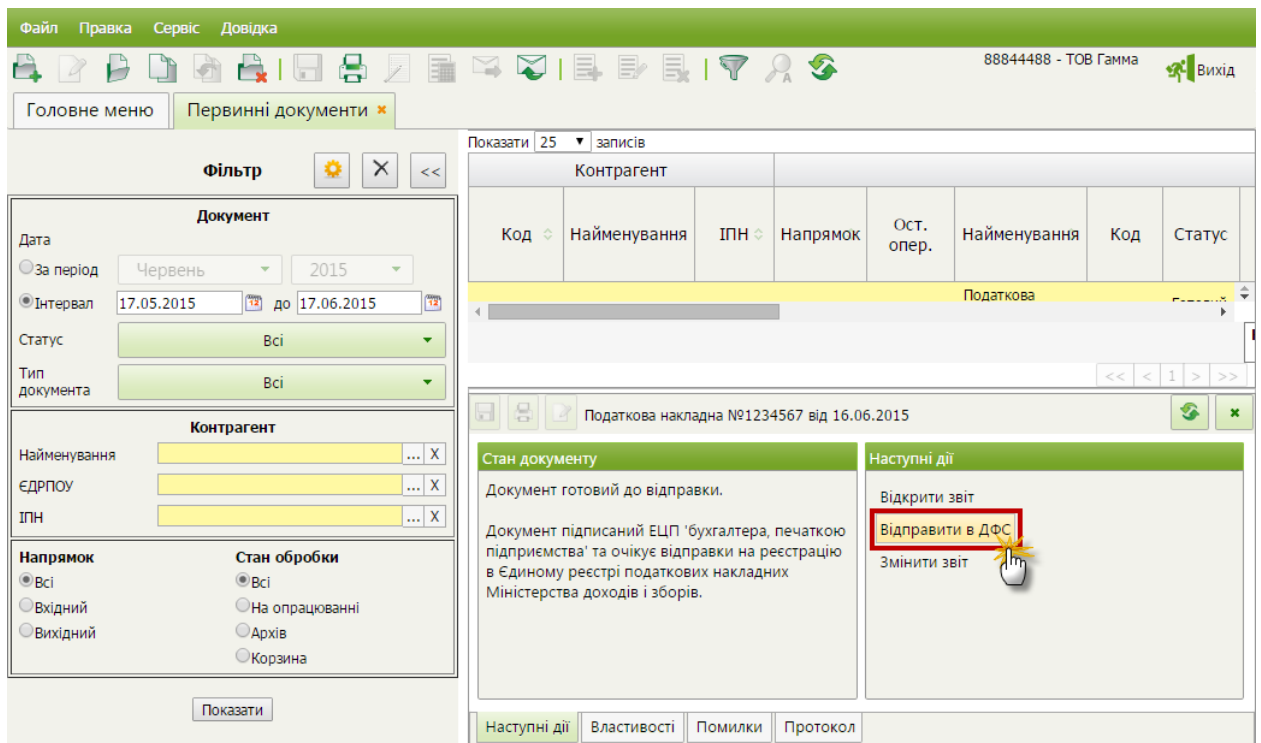 Файл Правка Сервіс Довідка
88844488 - ТОВ Гамма
Вихід
Головне меню Первинні документи ×
Фільтр <<
Документ
Дата
За період Червень 2015
Інтервал 17.05.2015 до 17.06.2015
Статус Всі
Тип
документа Всі
Контрагент
Найменування ... X
ЄДРПОУ ... X
ІПН ... X
Напрямок Стан обробки
Всі Всі
Вхідний На опрацюванні
Вихідний Архів
Корзина
Показати
Показати 25 записів
Контрагент
Код Найменування ІПН Напрямок Ост. опер. Найменування Код Статус
Податкова
<< < 1 > >>
Податкова накладна №1234567 від 16.06.2015
Стан документу
Документ готовий до відправки.
Документ підписаний ЕЦП 'бухгалтера, печаткою
підприємства' та очікує відправки на реєстрацію
в Єдиному реєстрі податкових накладних
Міністерства доходів і зборів.
Наступні дії
Відкрити звіт
Відправити в ДФС
Змінити звіт
Наступні дії Властивості Помилки Протокол